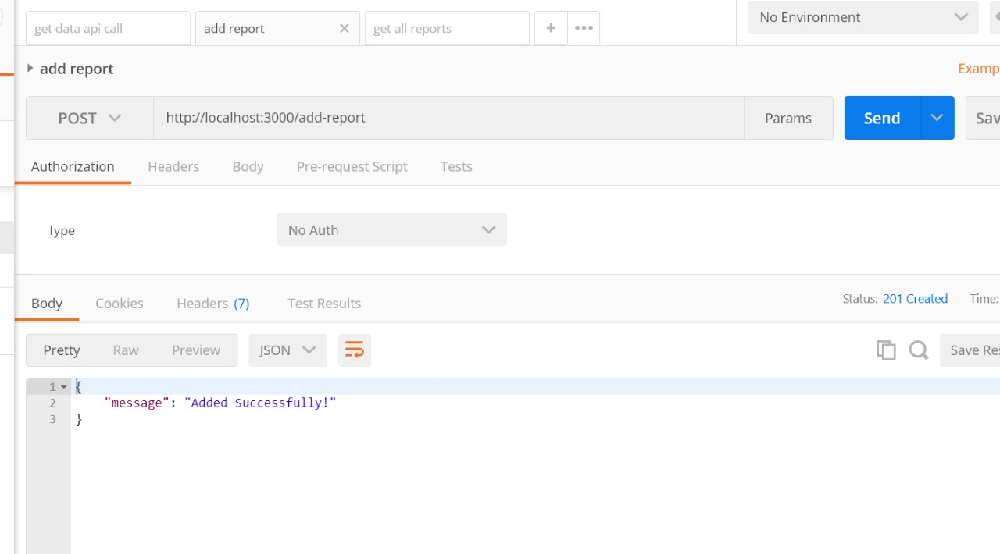 get data api call
add report
get all reports
No Environment
add report
Examp
POST
http://localhost:3000/add-report
Params
Send
Sav
Authorization
Headers
Body
Pre-request Script
Tests
Type
No Auth
Body
Cookies
Headers (7)
Test Results
Status: 201 Created
Time:
Pretty
Raw
Preview
JSON
Save Res
1 {
2 "message": "Added Successfully!"
3 }